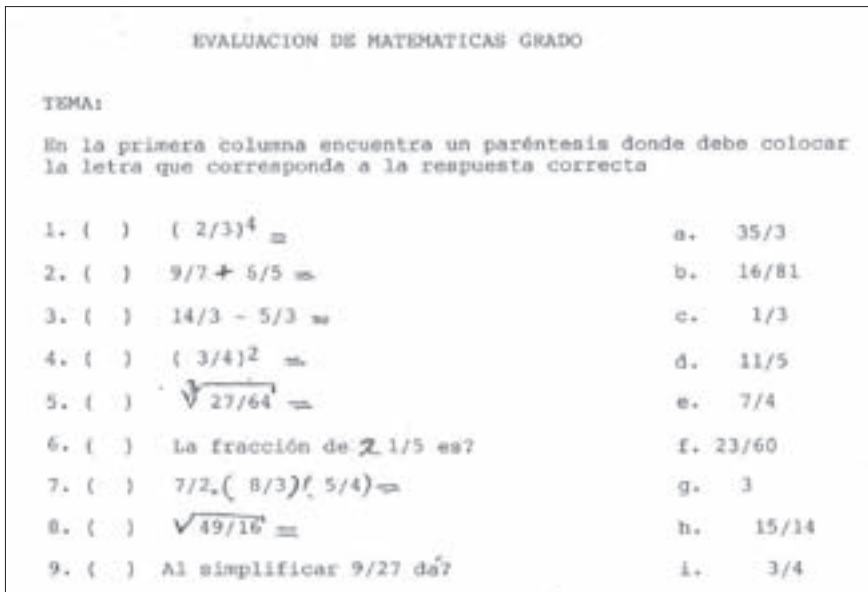 EVALUACION DE MATEMATICAS GRADO
TEMA:
En la primera columna encuentra un paréntesis donde debe colocar
la letra que corresponda a la respuesta correcta
1. ( ) ( 2/3)⁴ = a. 35/3
2. ( ) 9/7 + 6/5 = b. 16/81
3. ( ) 14/3 - 5/3 = c. 1/3
4. ( ) ( 3/4)² = d. 11/5
5. ( ) ∛27/64 = e. 7/4
6. ( ) La fracción de 2 1/5 es? f. 23/60
7. ( ) 7/2.( 8/3)( 5/4) = g. 3
8. ( ) √49/16 = h. 15/14
9. ( ) Al simplificar 9/27 dá? i. 3/4